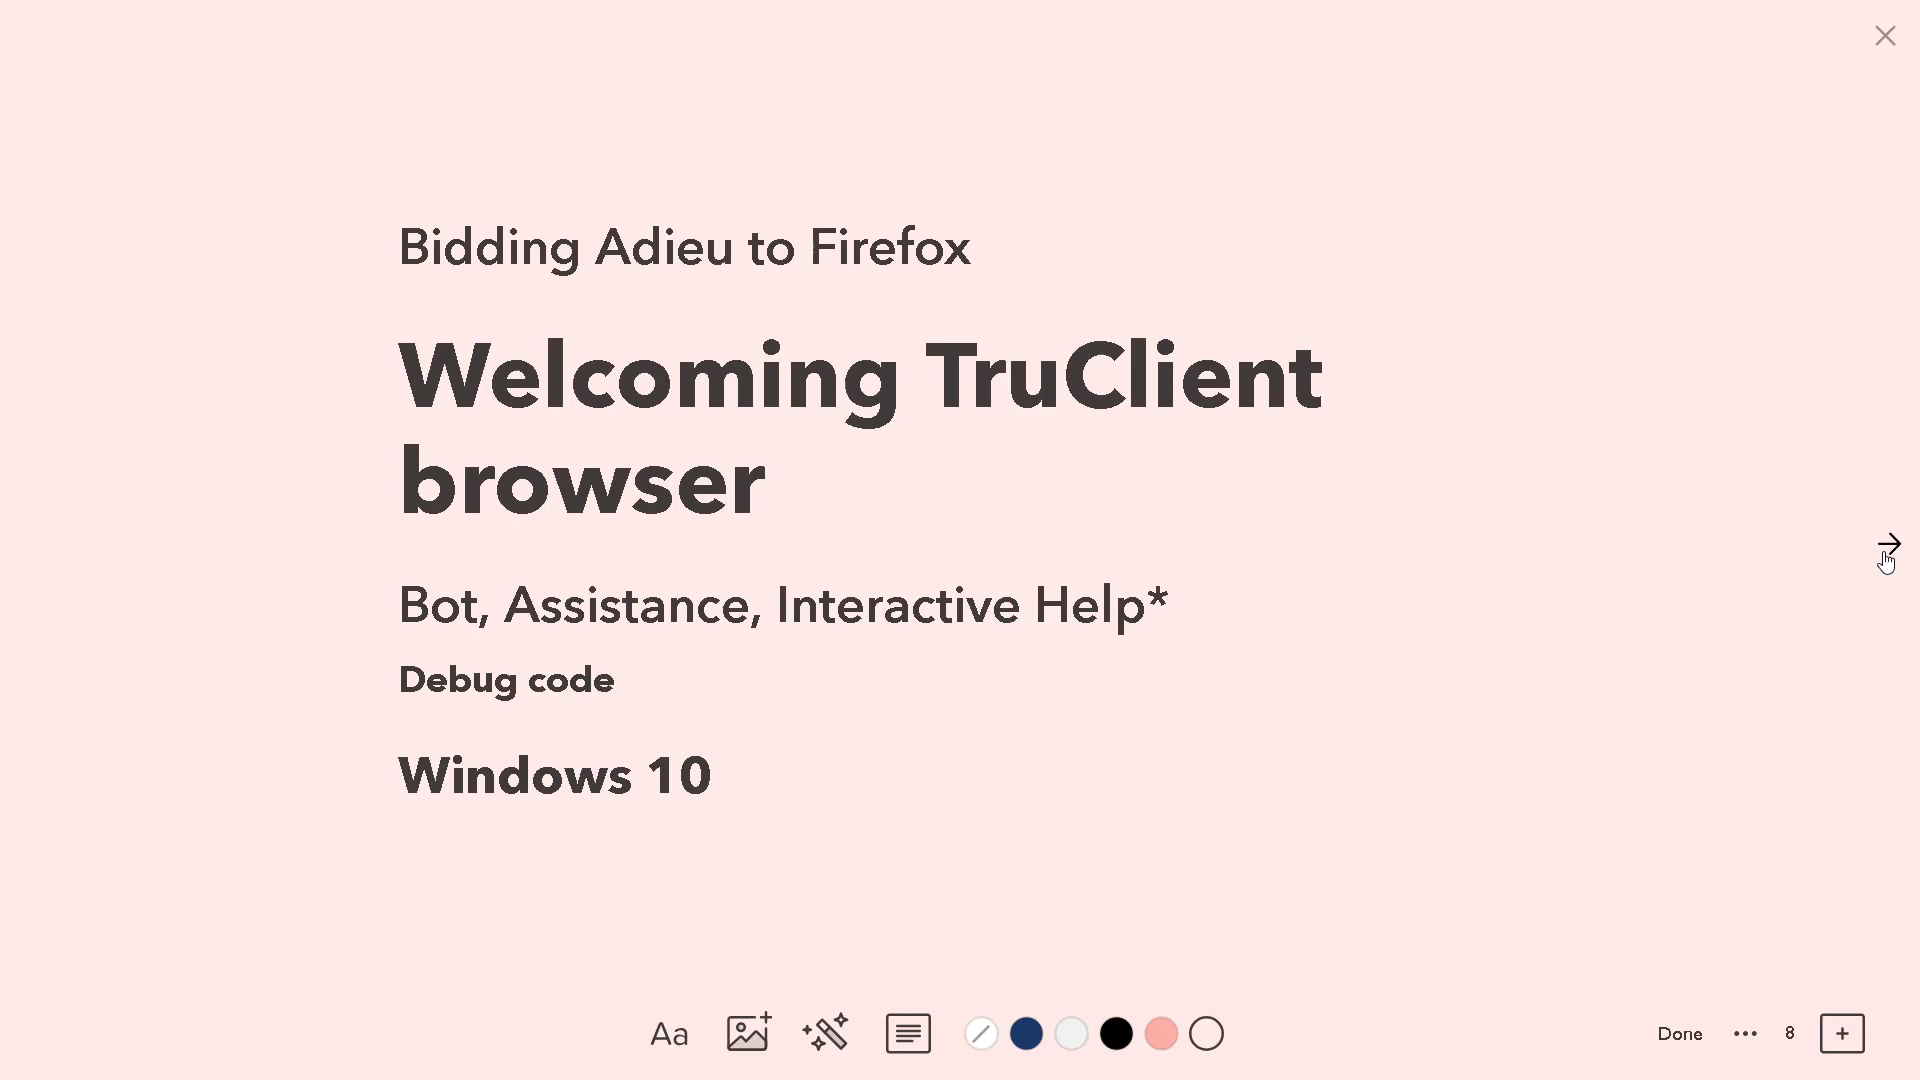 Bidding Adieu to Firefox
Welcoming TruClient
browser
Bot, Assistance, Interactive Help*
Debug code
Windows 10
Aa
Done
8